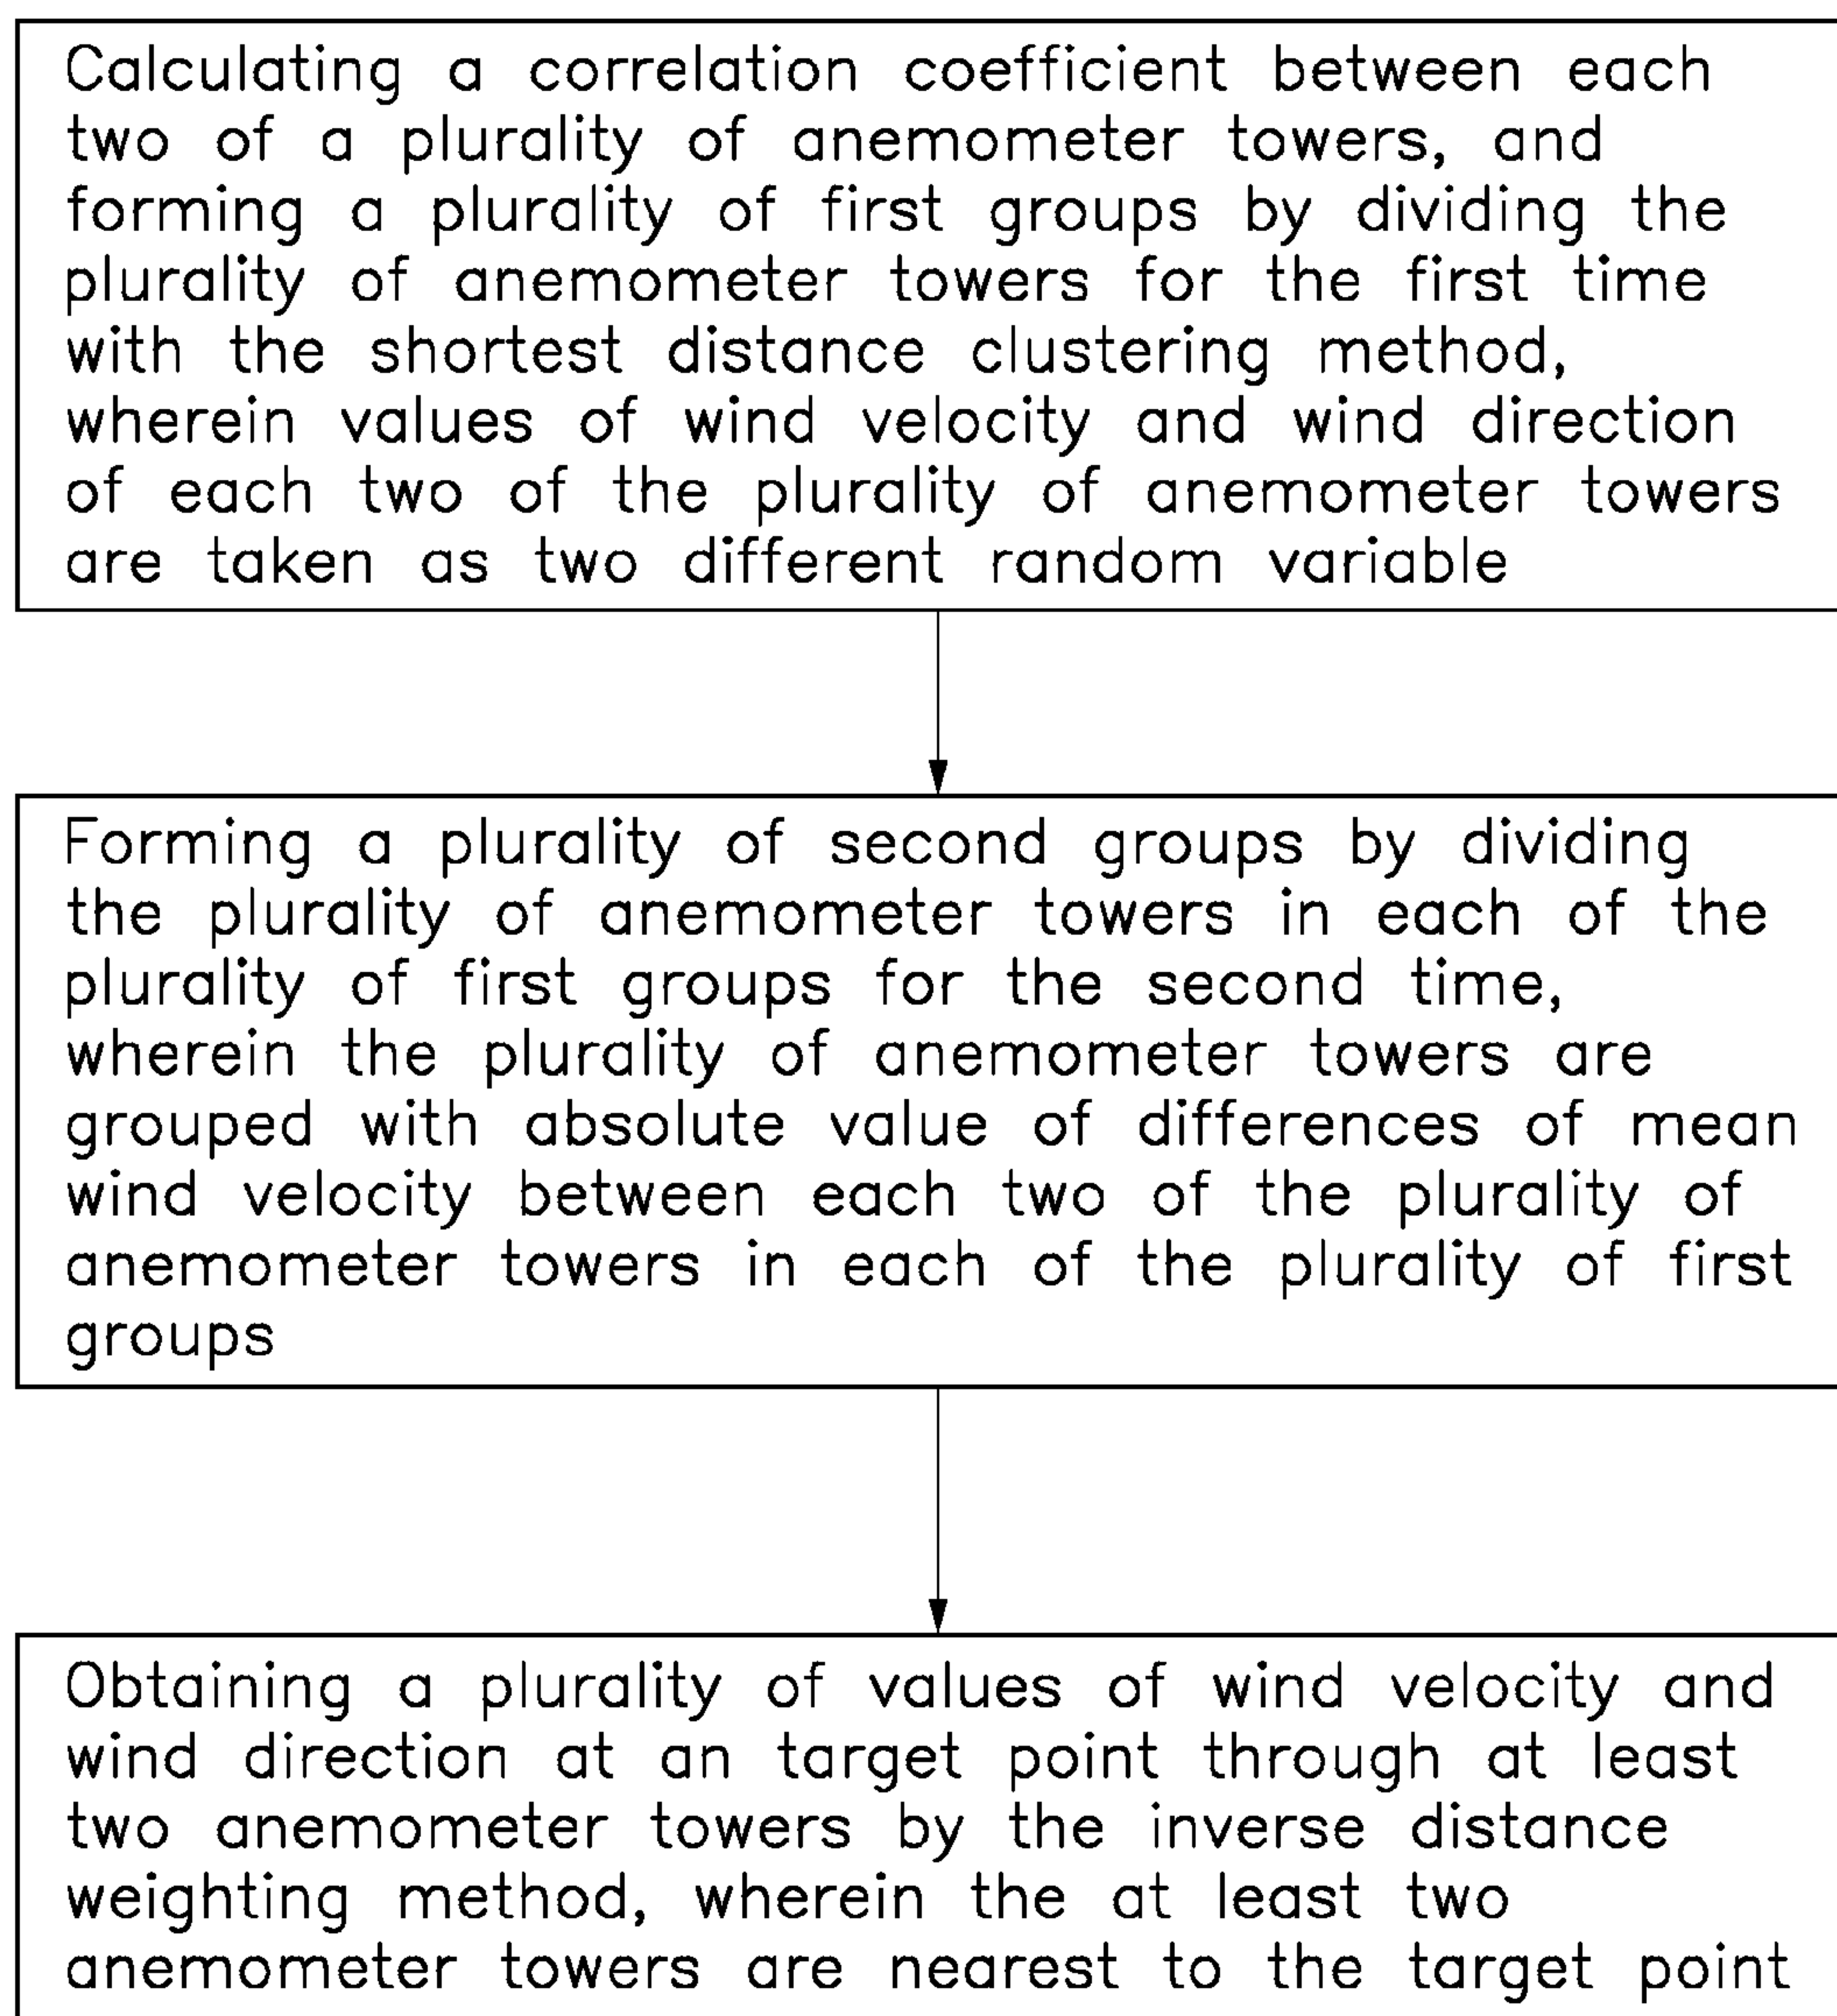 Calculating a correlation coefficient between each
two of a plurality of anemometer towers, and
forming a plurality of first groups by dividing the
plurality of anemometer towers for the first time
with the shortest distance clustering method,
wherein values of wind velocity and wind direction
of each two of the plurality of anemometer towers
are taken as two different random variable
Forming a plurality of second groups by dividing
the plurality of anemometer towers in each of the
plurality of first groups for the second time,
wherein the plurality of anemometer towers are
grouped with absolute value of differences of mean
wind velocity between each two of the plurality of
anemometer towers in each of the plurality of first
groups
Obtaining a plurality of values of wind velocity and
wind direction at an target point through at least
two anemometer towers by the inverse distance
weighting method, wherein the at least two
anemometer towers are nearest to the target point